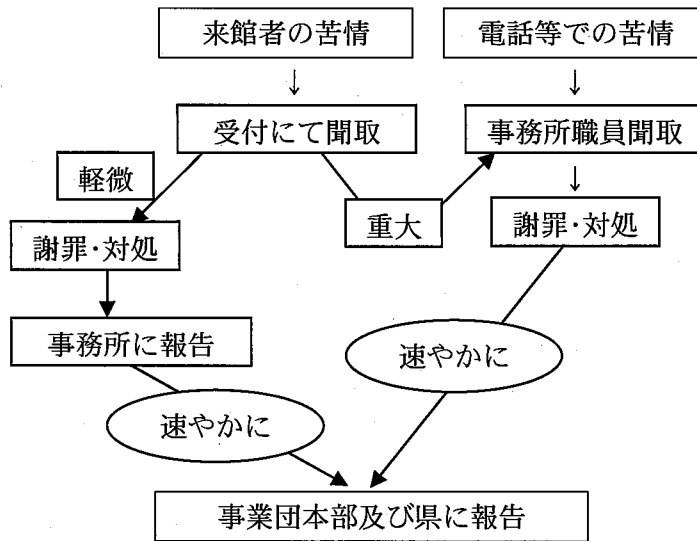 来館者の苦情
電話等での苦情
↓
↓
受付にて聞取
事務所職員聞取
軽微
↓
重大
謝罪・対処
謝罪・対処
事務所に報告
速やかに
速やかに
事業団本部及び県に報告